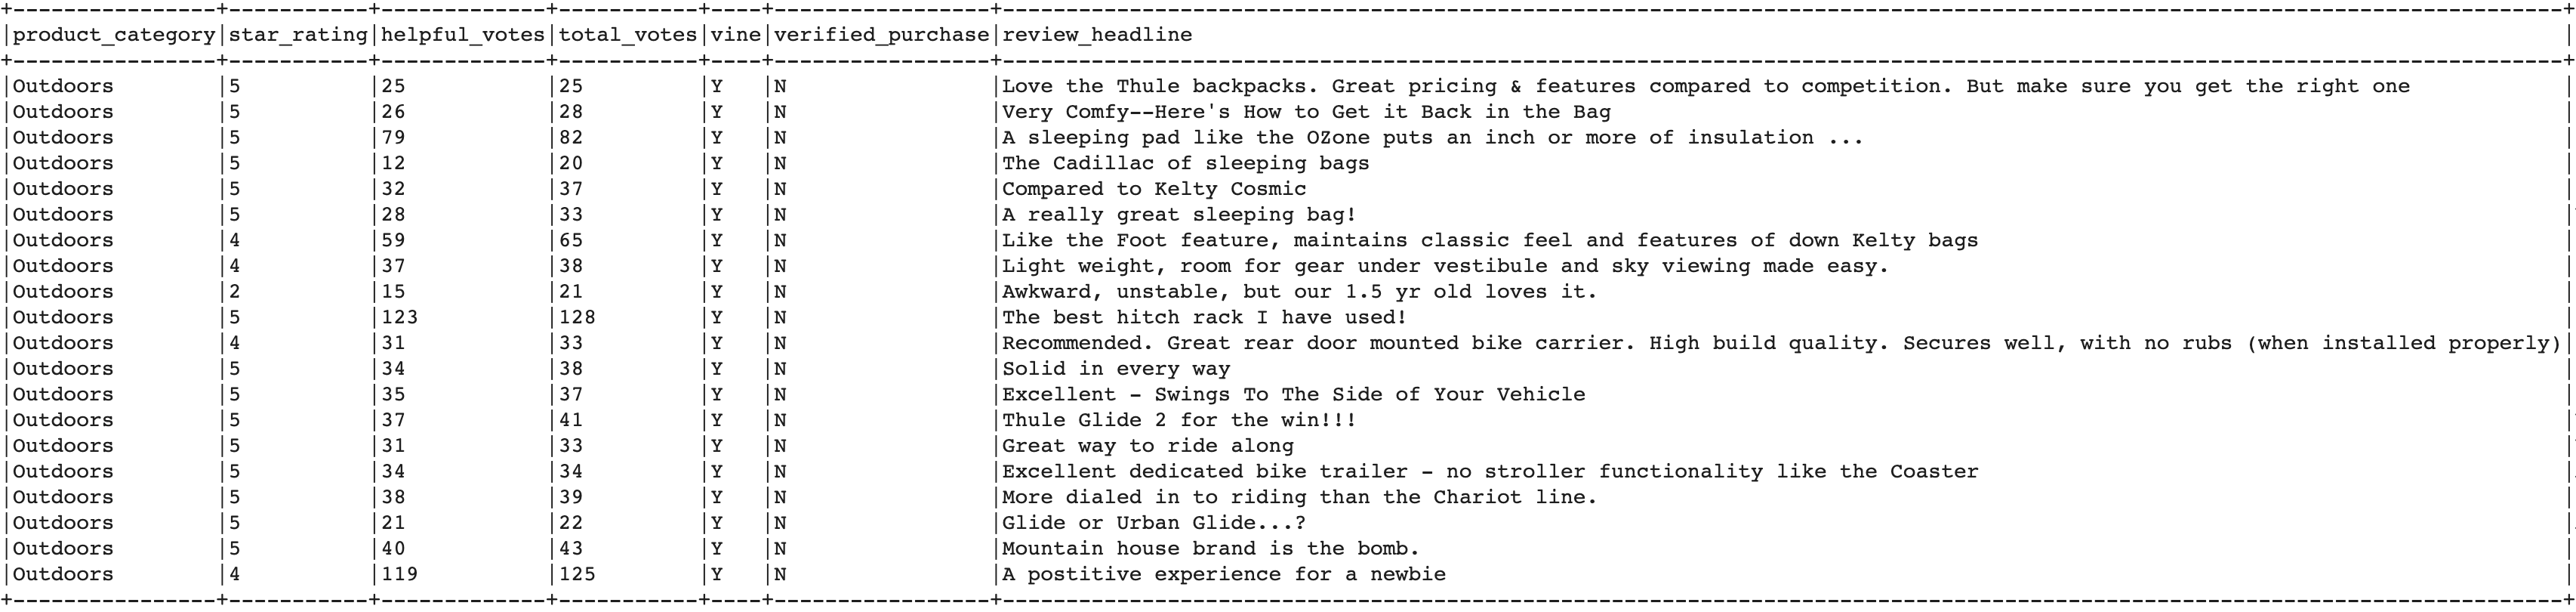 +-----------------+-----------+-------------+-----------+----+-----------------+---------------------------------------------------------------------------------------------------------------------------+
|product_category|star_rating|helpful_votes|total_votes|vine|verified_purchase|review_headline |
+-----------------+-----------+-------------+-----------+----+-----------------+---------------------------------------------------------------------------------------------------------------------------+
|Outdoors |5 |25 |25 |Y |N |Love the Thule backpacks. Great pricing & features compared to competition. But make sure you get the right one |
|Outdoors |5 |26 |28 |Y |N |Very Comfy--Here's How to Get it Back in the Bag |
|Outdoors |5 |79 |82 |Y |N |A sleeping pad like the OZone puts an inch or more of insulation ... |
|Outdoors |5 |12 |20 |Y |N |The Cadillac of sleeping bags |
|Outdoors |5 |32 |37 |Y |N |Compared to Kelty Cosmic |
|Outdoors |5 |28 |33 |Y |N |A really great sleeping bag! |
|Outdoors |4 |59 |65 |Y |N |Like the Foot feature, maintains classic feel and features of down Kelty bags |
|Outdoors |4 |37 |38 |Y |N |Light weight, room for gear under vestibule and sky viewing made easy. |
|Outdoors |2 |15 |21 |Y |N |Awkward, unstable, but our 1.5 yr old loves it. |
|Outdoors |5 |123 |128 |Y |N |The best hitch rack I have used! |
|Outdoors |4 |31 |33 |Y |N |Recommended. Great rear door mounted bike carrier. High build quality. Secures well, with no rubs (when installed properly)|
|Outdoors |5 |34 |38 |Y |N |Solid in every way |
|Outdoors |5 |35 |37 |Y |N |Excellent - Swings To The Side of Your Vehicle |
|Outdoors |5 |37 |41 |Y |N |Thule Glide 2 for the win!!! |
|Outdoors |5 |31 |33 |Y |N |Great way to ride along |
|Outdoors |5 |34 |34 |Y |N |Excellent dedicated bike trailer - no stroller functionality like the Coaster |
|Outdoors |5 |38 |39 |Y |N |More dialed in to riding than the Chariot line. |
|Outdoors |5 |21 |22 |Y |N |Glide or Urban Glide...? |
|Outdoors |5 |40 |43 |Y |N |Mountain house brand is the bomb. |
|Outdoors |4 |119 |125 |Y |N |A postitive experience for a newbie |
+-----------------+-----------+-------------+-----------+----+-----------------+---------------------------------------------------------------------------------------------------------------------------+